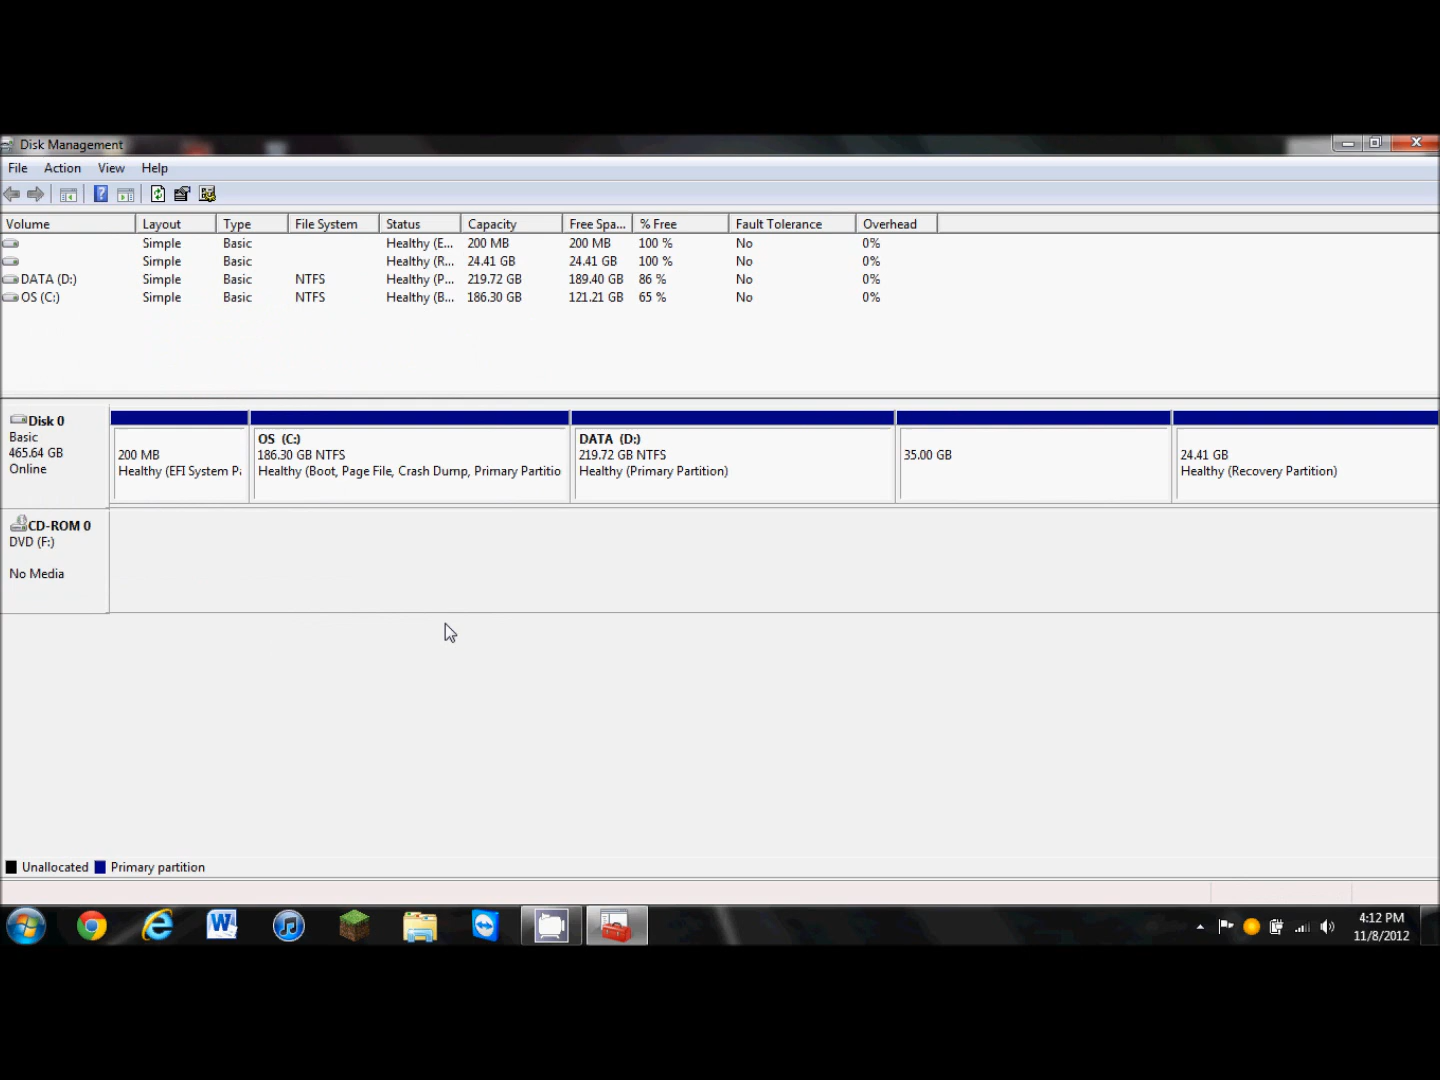 Disk Management
File Action View Help
Volume Layout Type File System Status Capacity Free Spa... % Free Fault Tolerance Overhead
Simple Basic Healthy (E... 200 MB 200 MB 100 % No 0%
Simple Basic Healthy (R... 24.41 GB 24.41 GB 100 % No 0%
DATA (D:) Simple Basic NTFS Healthy (P... 219.72 GB 189.40 GB 86 % No 0%
OS (C:) Simple Basic NTFS Healthy (B... 186.30 GB 121.21 GB 65 % No 0%
Disk 0
Basic
465.64 GB
Online
200 MB
Healthy (EFI System
OS (C:)
186.30 GB NTFS
Healthy (Boot, Page File, Crash Dump, Primary Partitio
DATA (D:)
219.72 GB NTFS
Healthy (Primary Partition)
35.00 GB
24.41 GB
Healthy (Recovery Partition)
CD-ROM 0
DVD (F:)
No Media
Unallocated Primary partition
4:12 PM
11/8/2012